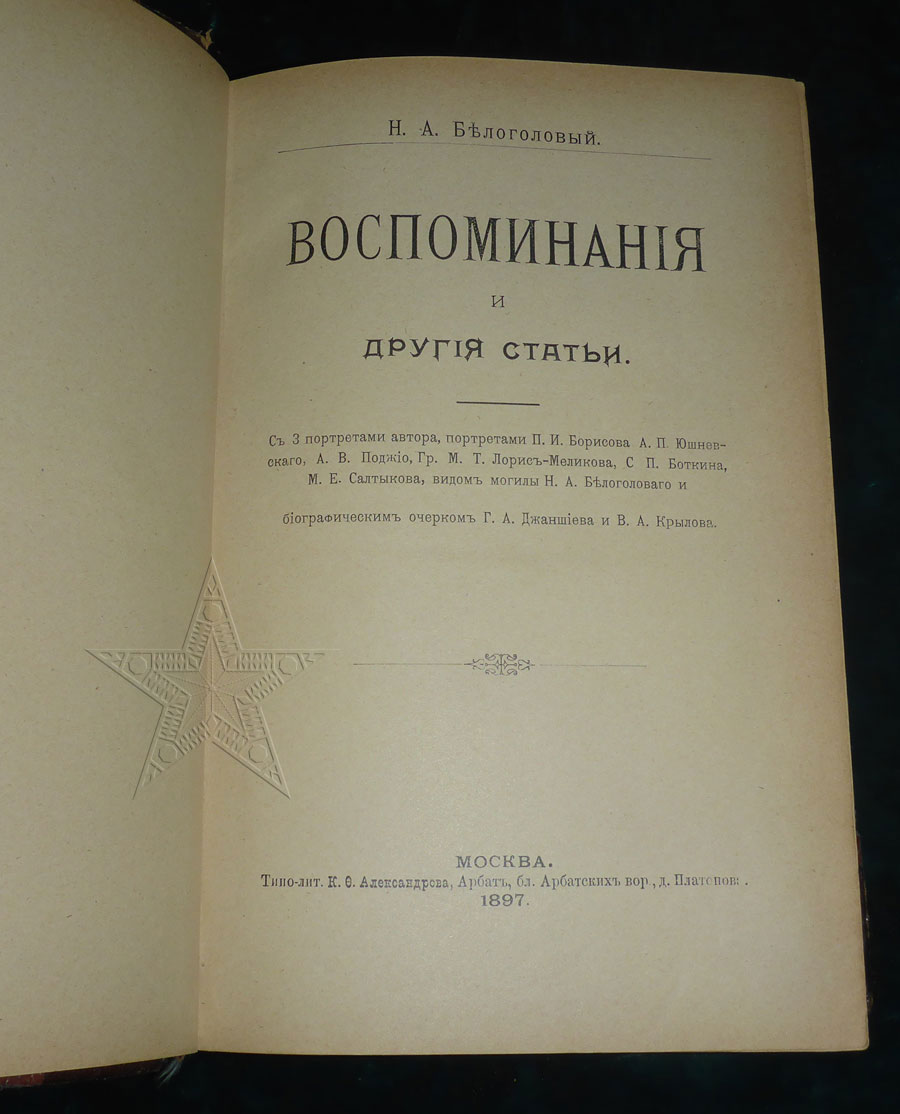 Н. А. Бѣлоголовый.
ВОСПОМИНАНІЯ
И
ДРУГІЯ СТАТЬИ.
Съ 3 портретами автора, портретами П. И. Борисова А. П. Юшнев-
скаго, А. В. Поджіо, Гр. М. Т. Лорисъ-Меликова, С П. Боткина,
М. Е. Салтыкова, видомъ могилы Н. А. Бѣлоголоваго и
біографическимъ очеркомъ Г. А. Джаншіева и В. А. Крылова.
МОСКВА.
Типо-лит. К. Ѳ. Александрова, Арбатъ, бл. Арбатскихъ вор., д.
1897.